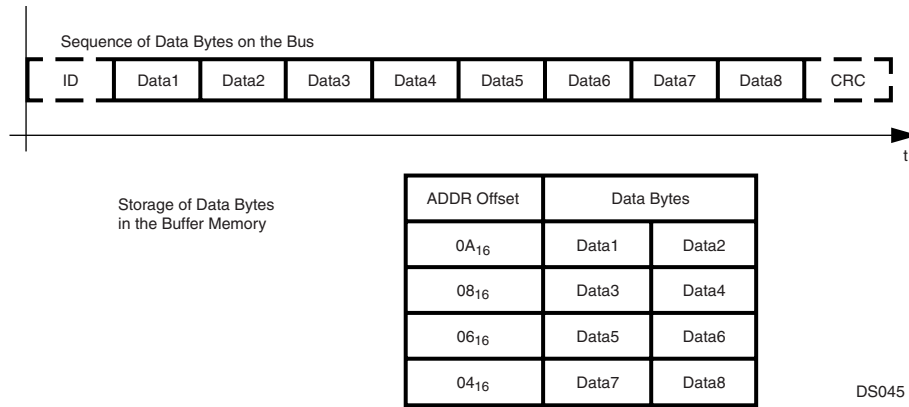 Sequence of Data Bytes on the Bus
ID Data1 Data2 Data3 Data4 Data5 Data6 Data7 Data8 CRC
t
Storage of Data Bytes
in the Buffer Memory
ADDR Offset Data Bytes
0A₁₆ Data1 Data2
08₁₆ Data3 Data4
06₁₆ Data5 Data6
04₁₆ Data7 Data8
DS045